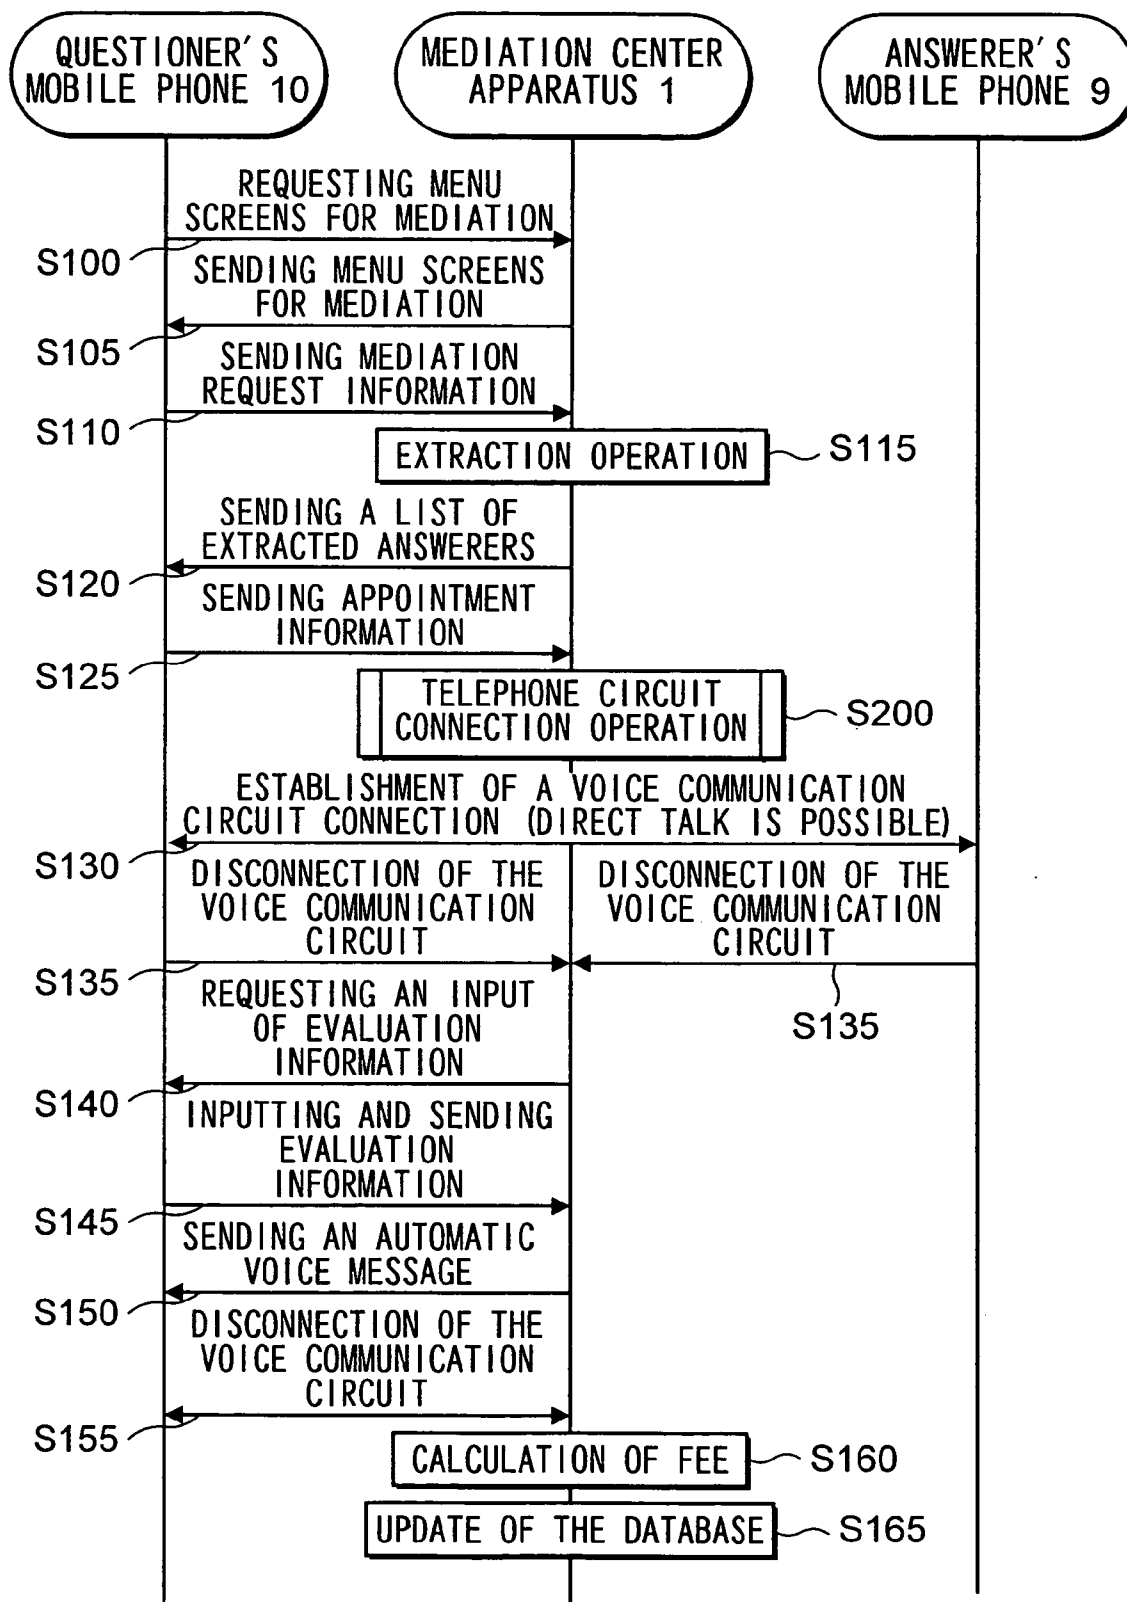 QUESTIONER'S
MOBILE PHONE 10
MEDIATION CENTER
APPARATUS 1
ANSWERER'S
MOBILE PHONE 9
REQUESTING MENU
SCREENS FOR MEDIATION
S100
SENDING MENU SCREENS
FOR MEDIATION
S105
SENDING MEDIATION
REQUEST INFORMATION
S110
EXTRACTION OPERATION
S115
SENDING A LIST OF
EXTRACTED ANSWERERS
S120
SENDING APPOINTMENT
INFORMATION
S125
TELEPHONE CIRCUIT
CONNECTION OPERATION
S200
ESTABLISHMENT OF A VOICE COMMUNICATION
CIRCUIT CONNECTION (DIRECT TALK IS POSSIBLE)
S130
DISCONNECTION OF THE
VOICE COMMUNICATION
CIRCUIT
S135
DISCONNECTION OF THE
VOICE COMMUNICATION
CIRCUIT
S135
REQUESTING AN INPUT
OF EVALUATION
INFORMATION
S140
INPUTTING AND SENDING
EVALUATION
INFORMATION
S145
SENDING AN AUTOMATIC
VOICE MESSAGE
S150
DISCONNECTION OF THE
VOICE COMMUNICATION
CIRCUIT
S155
CALCULATION OF FEE
S160
UPDATE OF THE DATABASE
S165